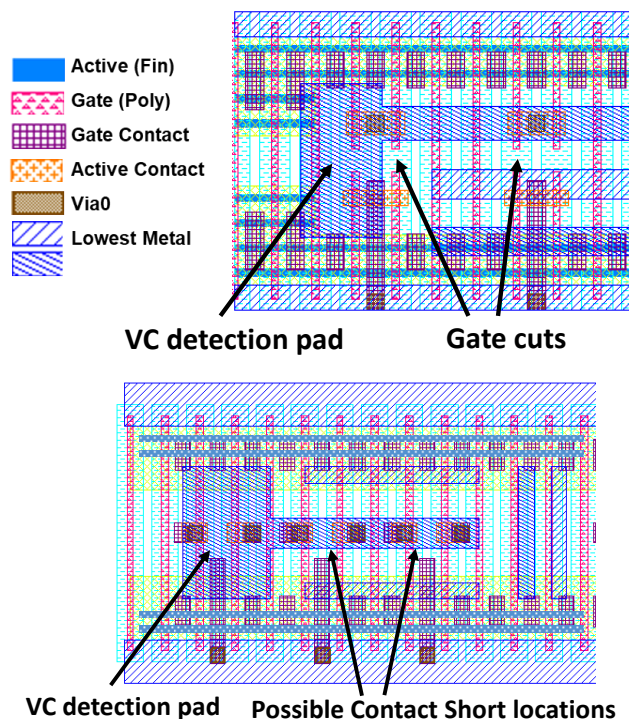 Active (Fin)
Gate (Poly)
Gate Contact
Active Contact
Via0
Lowest Metal
VC detection pad
Gate cuts
VC detection pad
Possible Contact Short locations